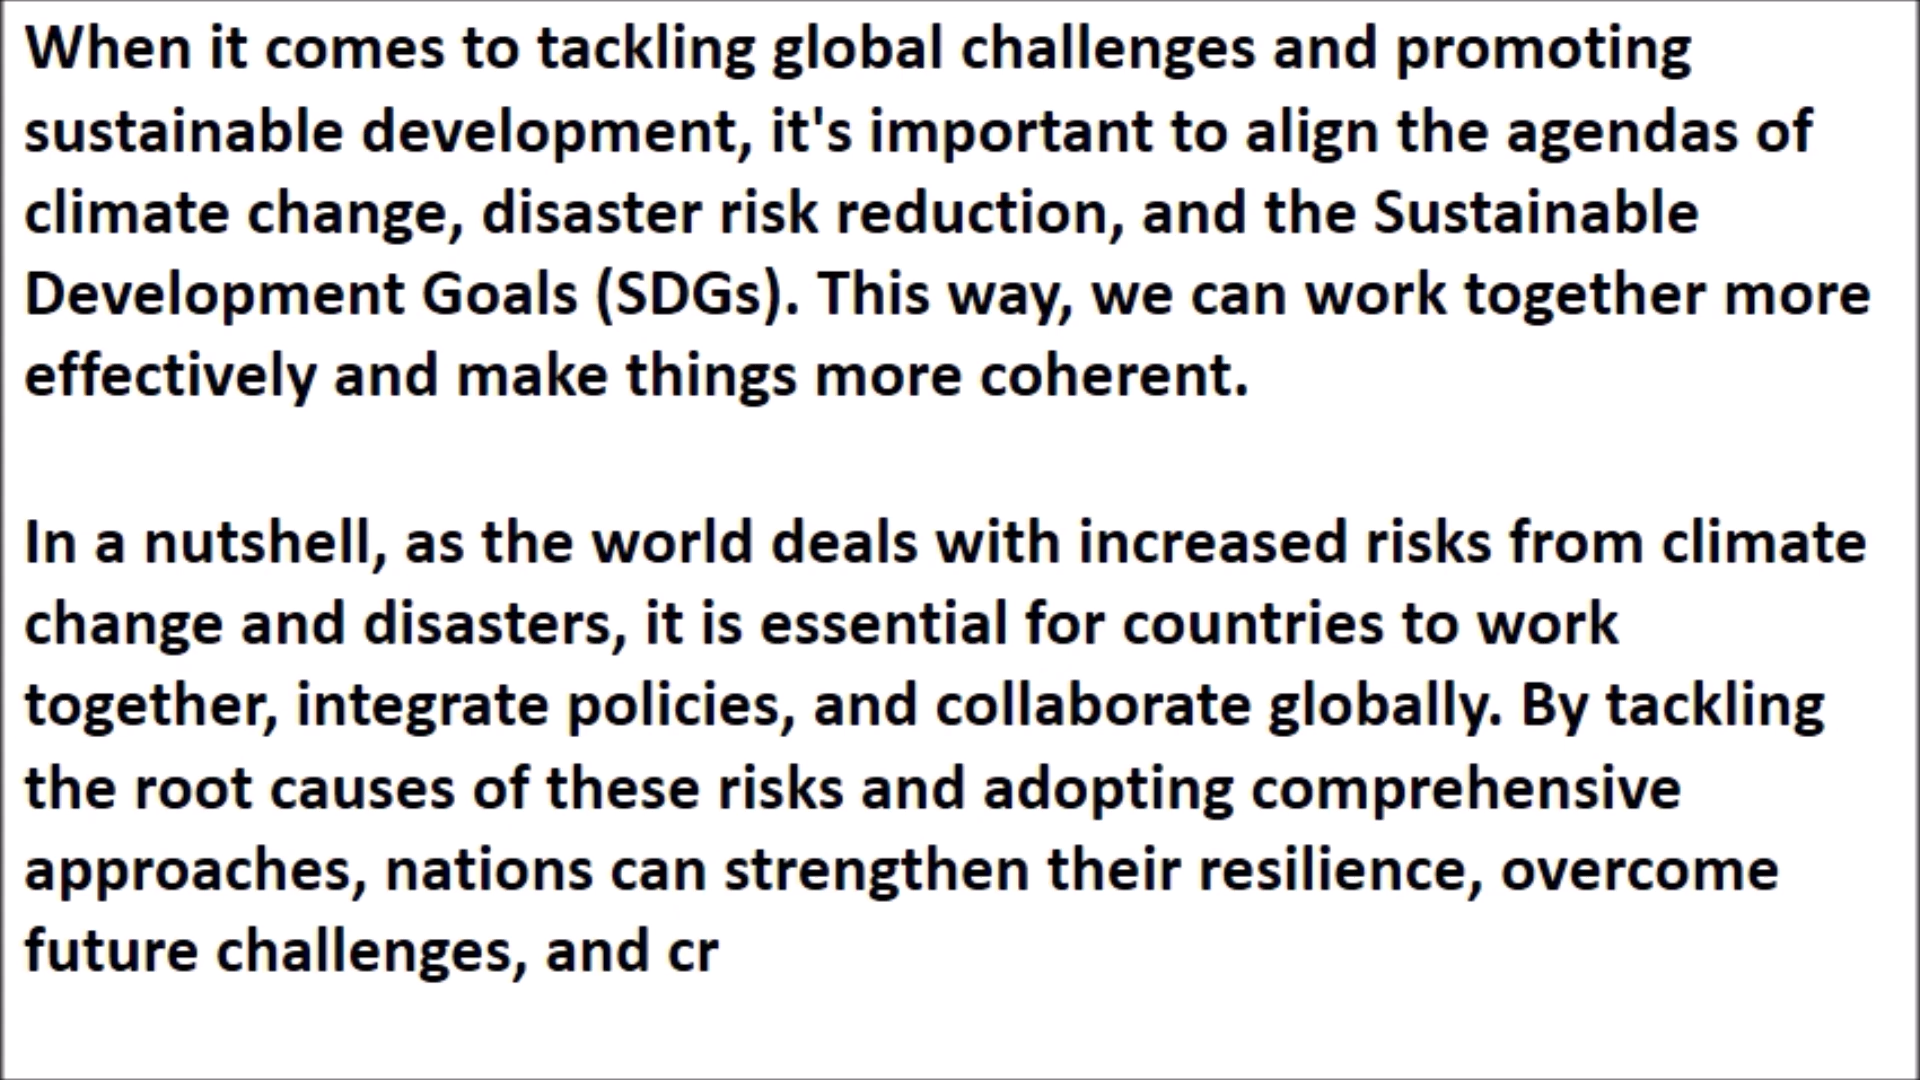 When it comes to tackling global challenges and promoting
sustainable development, it's important to align the agendas of
climate change, disaster risk reduction, and the Sustainable
Development Goals (SDGs). This way, we can work together more
effectively and make things more coherent.
In a nutshell, as the world deals with increased risks from climate
change and disasters, it is essential for countries to work
together, integrate policies, and collaborate globally. By tackling
the root causes of these risks and adopting comprehensive
approaches, nations can strengthen their resilience, overcome
future challenges, and cr